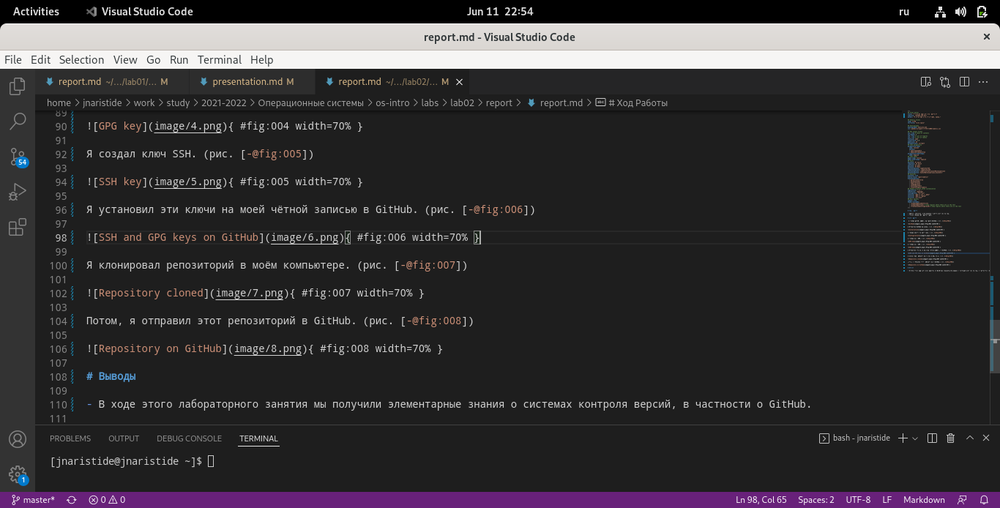 Activities Visual Studio Code Jun 11 22:54 ru
report.md - Visual Studio Code
File Edit Selection View Go Run Terminal Help
report.md ~/.../lab01/... M presentation.md M report.md ~/.../lab02/... M
home > jnaristide > work > study > 2021-2022 > Операционные системы > os-intro > labs > lab02 > report > report.md > # Ход Работы
89
90 ![GPG key](image/4.png){ #fig:004 width=70% }
91
92 Я создал ключ SSH. (рис. [-@fig:005])
93
94 ![SSH key](image/5.png){ #fig:005 width=70% }
95
96 Я установил эти ключи на моей чётной записью в GitHub. (рис. [-@fig:006])
97
98 ![SSH and GPG keys on GitHub](image/6.png){ #fig:006 width=70% }
99
100 Я клонировал репозиторий в моём компьютере. (рис. [-@fig:007])
101
102 ![Repository cloned](image/7.png){ #fig:007 width=70% }
103
104 Потом, я отправил этот репозиторий в GitHub. (рис. [-@fig:008])
105
106 ![Repository on GitHub](image/8.png){ #fig:008 width=70% }
107
108 # Выводы
109
110 - В ходе этого лабораторного занятия мы получили элементарные знания о системах контроля версий, в частности о GitHub.
111
54
1
PROBLEMS OUTPUT DEBUG CONSOLE TERMINAL bash - jnaristide
[jnaristide@jnaristide ~]$
master* 0 0 Ln 98, Col 65 Spaces: 2 UTF-8 LF Markdown